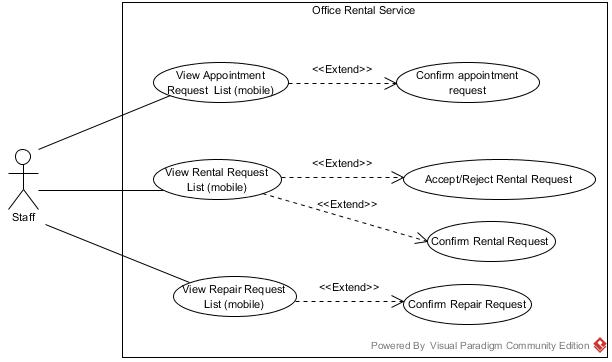 Office Rental Service
<<Extend>>
View Appointment
Request List (mobile)
Confirm appointment
request
<<Extend>>
View Rental Request
List (mobile)
Accept/Reject Rental Request
<<Extend>>
Staff
Confirm Rental Request
<<Extend>>
View Repair Request
List (mobile)
Confirm Repair Request
Powered By Visual Paradigm Community Edition